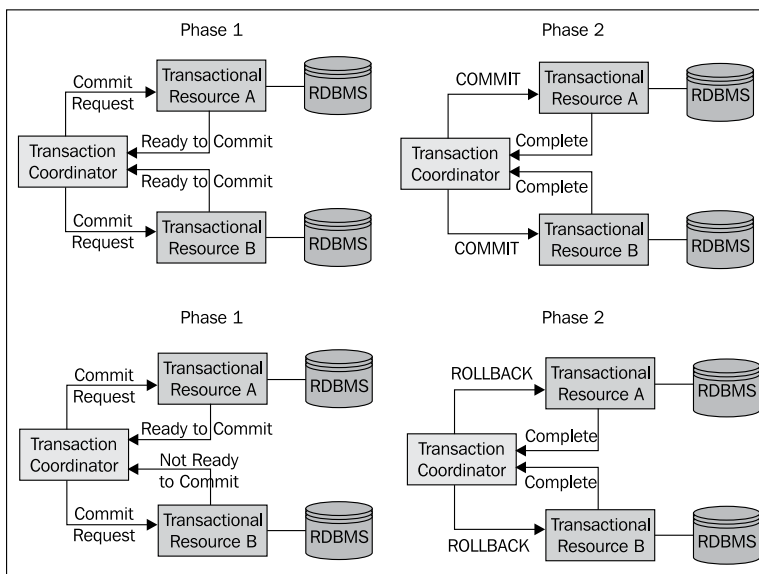 Phase 1
Commit
Request
Transactional
Resource A
RDBMS
Ready to Commit
Transaction
Coordinator
Ready to Commit
Commit
Request
Transactional
Resource B
RDBMS
Phase 2
COMMIT
Transactional
Resource A
RDBMS
Complete
Transaction
Coordinator
Complete
COMMIT
Transactional
Resource B
RDBMS
Phase 1
Commit
Request
Transactional
Resource A
RDBMS
Ready to Commit
Transaction
Coordinator
Not Ready
to Commit
Commit
Request
Transactional
Resource B
RDBMS
Phase 2
ROLLBACK
Transactional
Resource A
RDBMS
Complete
Transaction
Coordinator
Complete
ROLLBACK
Transactional
Resource B
RDBMS